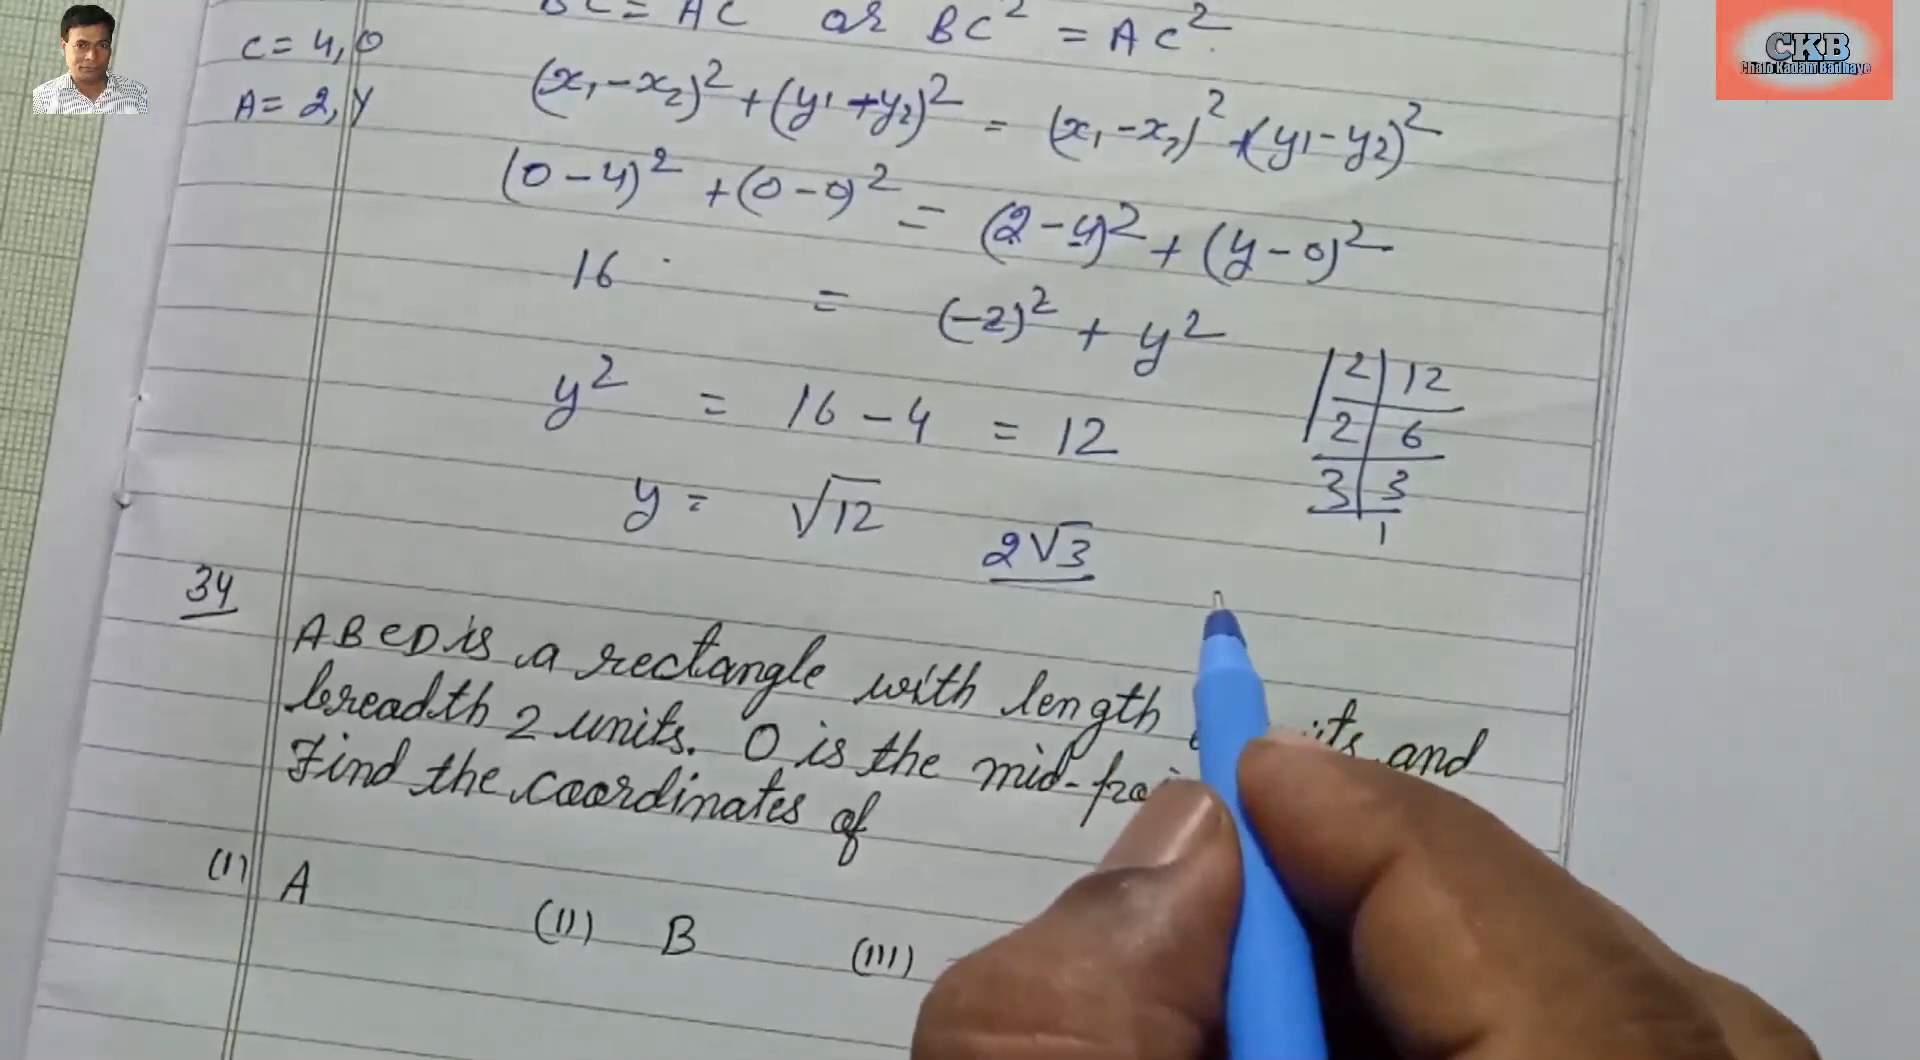 BC = AC or BC² = AC²
C = 4, 0
A = 2, Y
(x₁ - x₂)² + (y₁ + y₂)² = (x₁ - x₂)² + (y₁ - y₂)²
(0 - 4)² + (0 - 0)² = (2 - 4)² + (y - 0)²
16 = (-2)² + y²
2 | 12
2 | 6
3 | 3
1
y² = 16 - 4 = 12
y = √12 2√3
34
ABCD is a rectangle with length and
breadth 2 units. O is the mid-
Find the coordinates of
(I) A (II) B (III)
CKB
Chalo Kadam Badhaye